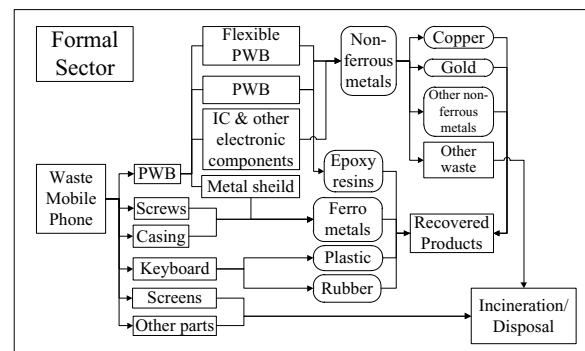 Formal
Sector
Waste
Mobile
Phone
PWB
Screws
Casing
Keyboard
Screens
Other parts
Flexible
PWB
PWB
IC & other
electronic
components
Metal sheild
Non-
ferrous
metals
Epoxy
resins
Ferro
metals
Plastic
Rubber
Copper
Gold
Other non-
ferrous
metals
Other
waste
Recovered
Products
Incineration/
Disposal